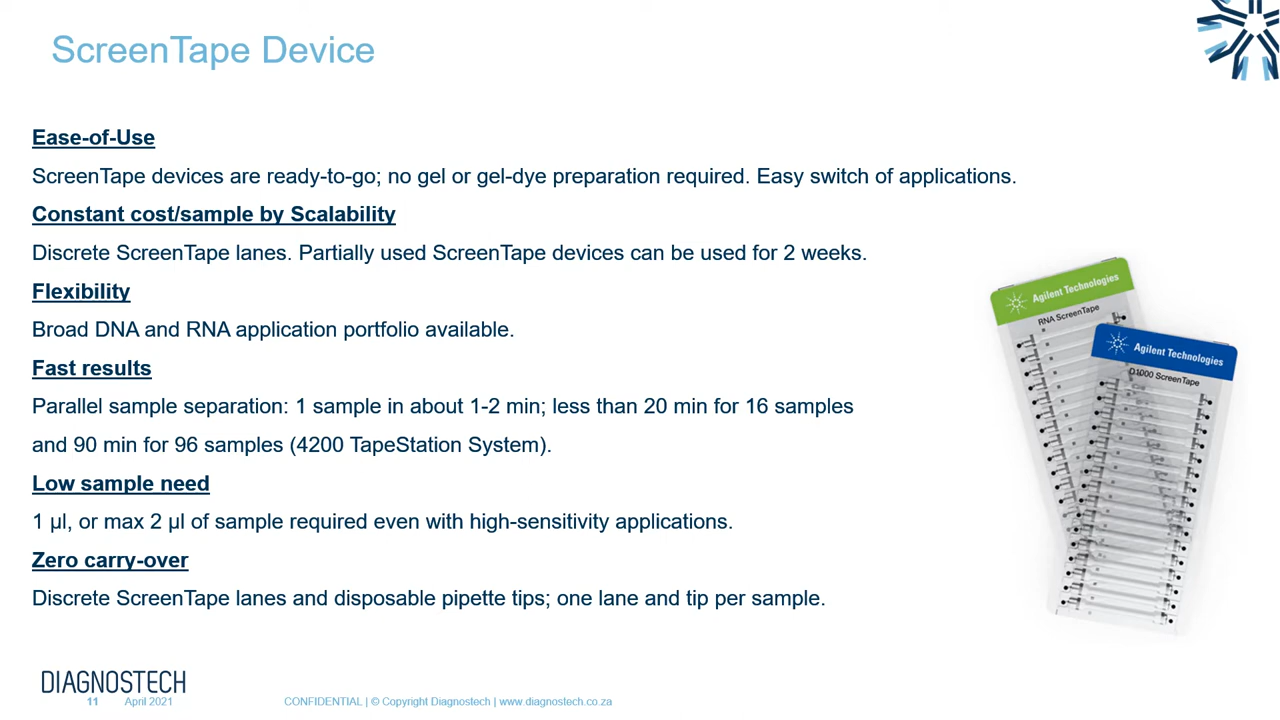 ScreenTape Device
Ease-of-Use
ScreenTape devices are ready-to-go; no gel or gel-dye preparation required. Easy switch of applications.
Constant cost/sample by Scalability
Discrete ScreenTape lanes. Partially used ScreenTape devices can be used for 2 weeks.
Flexibility
Broad DNA and RNA application portfolio available.
Fast results
Parallel sample separation: 1 sample in about 1-2 min; less than 20 min for 16 samples
and 90 min for 96 samples (4200 TapeStation System).
Low sample need
1 µl, or max 2 µl of sample required even with high-sensitivity applications.
Zero carry-over
Discrete ScreenTape lanes and disposable pipette tips; one lane and tip per sample.
Agilent Technologies
RNA ScreenTape
Agilent Technologies
D1000 ScreenTape
DIAGNOSTECH
11 April 2021 CONFIDENTIAL | © Copyright Diagnostech | www.diagnostech.co.za